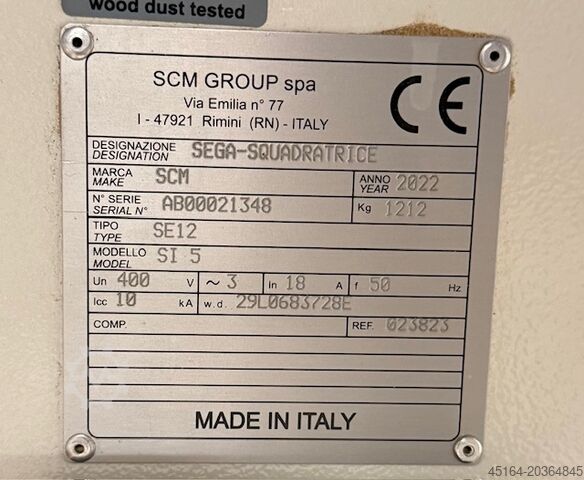 wood dust tested
SCM GROUP spa
Via Emilia n° 77
I - 47921 Rimini (RN) - ITALY
CE
DESIGNAZIONE
DESIGNATION SEGA-SQUADRATRICE
MARCA
MAKE SCM ANNO
YEAR 2022
N° SERIE
SERIAL N° AB00021348 Kg 1212
TIPO
TYPE SE12
MODELLO
MODEL SI 5
Un 400 V ~ 3 In 18 A f 50 Hz
Icc 10 kA w.d. 29L0683728E
COMP. REF. 023823
MADE IN ITALY
45164-20364845